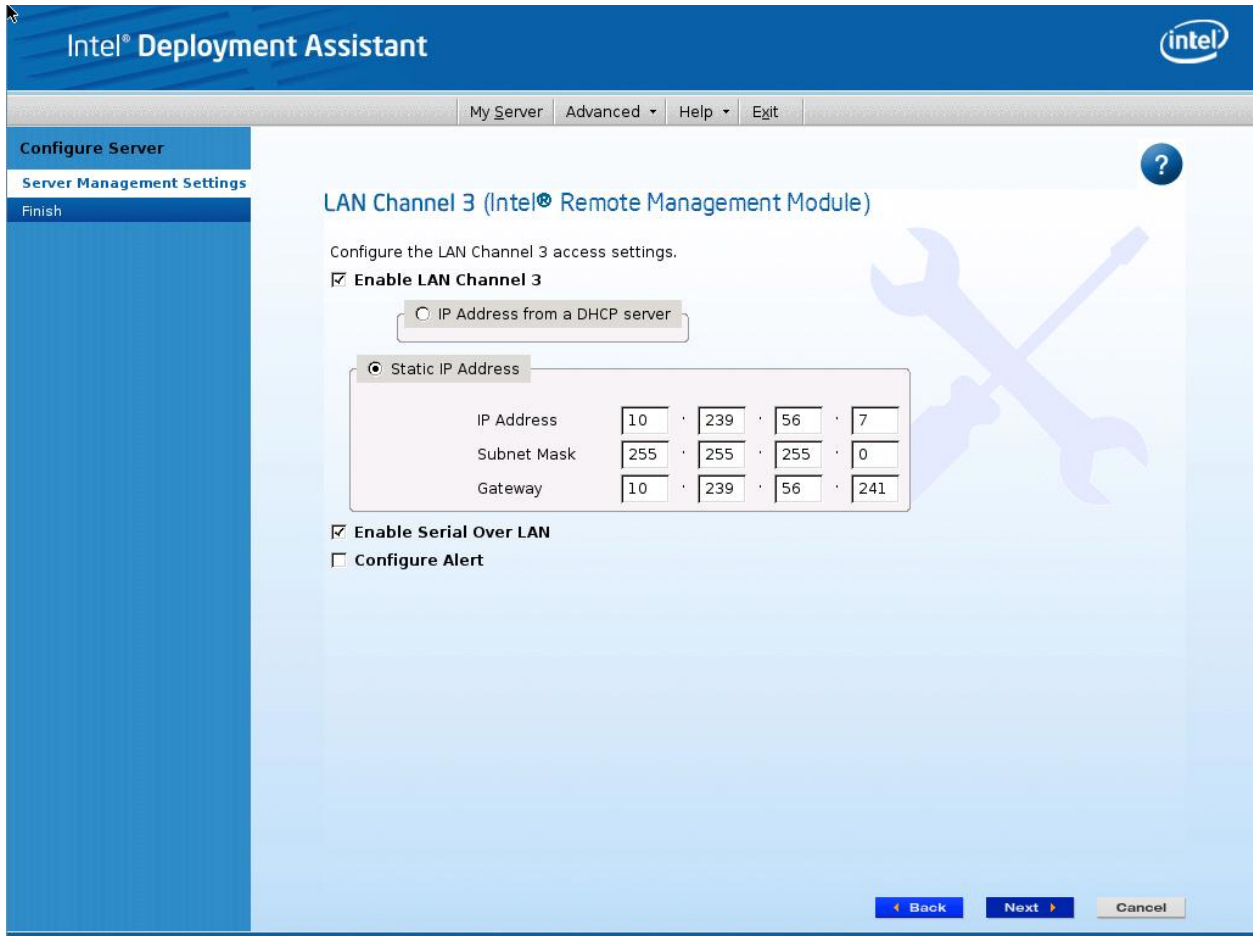 Intel® Deployment Assistant
intel
My Server Advanced Help Exit
Configure Server
Server Management Settings
Finish
?
LAN Channel 3 (Intel® Remote Management Module)
Configure the LAN Channel 3 access settings.
Enable LAN Channel 3
IP Address from a DHCP server
Static IP Address
IP Address 10 . 239 . 56 . 7
Subnet Mask 255 . 255 . 255 . 0
Gateway 10 . 239 . 56 . 241
Enable Serial Over LAN
Configure Alert
Back Next Cancel